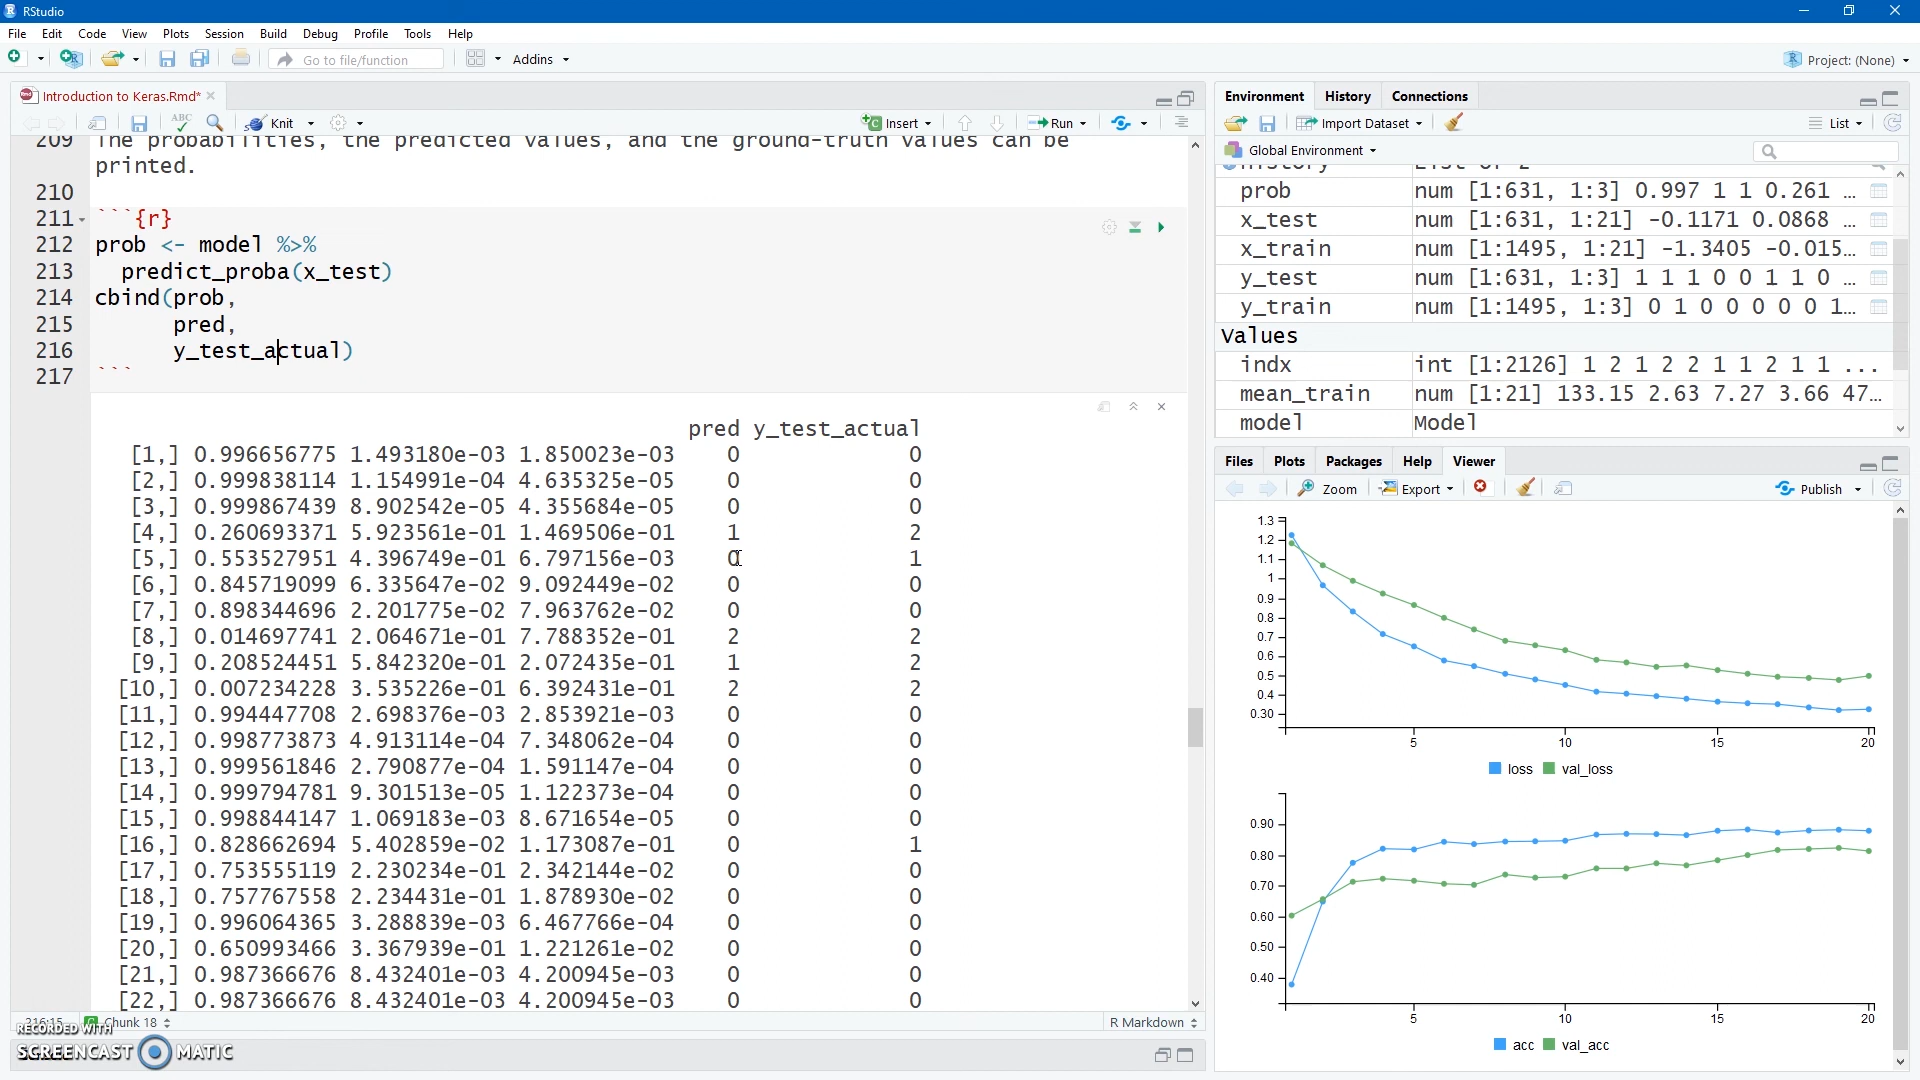 RStudio
File Edit Code View Plots Session Build Debug Profile Tools Help
Go to file/function Addins Project: (None)
Introduction to Keras.Rmd*
ABC Knit Insert Run
209 The probabilities, the predicted values, and the ground-truth values can be
printed.
210
211 ```{r}
212 prob <- model %>%
213 predict_proba(x_test)
214 cbind(prob,
215 pred,
216 y_test_actual)
217 ```
pred y_test_actual
[1,] 0.996656775 1.493180e-03 1.850023e-03 0 0
[2,] 0.999838114 1.154991e-04 4.635325e-05 0 0
[3,] 0.999867439 8.902542e-05 4.355684e-05 0 0
[4,] 0.260693371 5.923561e-01 1.469506e-01 1 2
[5,] 0.553527951 4.396749e-01 6.797156e-03 0 1
[6,] 0.845719099 6.335647e-02 9.092449e-02 0 0
[7,] 0.898344696 2.201775e-02 7.963762e-02 0 0
[8,] 0.014697741 2.064671e-01 7.788352e-01 2 2
[9,] 0.208524451 5.842320e-01 2.072435e-01 1 2
[10,] 0.007234228 3.535226e-01 6.392431e-01 2 2
[11,] 0.994447708 2.698376e-03 2.853921e-03 0 0
[12,] 0.998773873 4.913114e-04 7.348062e-04 0 0
[13,] 0.999561846 2.790877e-04 1.591147e-04 0 0
[14,] 0.999794781 9.301513e-05 1.122373e-04 0 0
[15,] 0.998844147 1.069183e-03 8.671654e-05 0 0
[16,] 0.828662694 5.402859e-02 1.173087e-01 0 1
[17,] 0.753555119 2.230234e-01 2.342144e-02 0 0
[18,] 0.757767558 2.234431e-01 1.878930e-02 0 0
[19,] 0.996064365 3.288839e-03 6.467766e-04 0 0
[20,] 0.650993466 3.367939e-01 1.221261e-02 0 0
[21,] 0.987366676 8.432401e-03 4.200945e-03 0 0
[22,] 0.987366676 8.432401e-03 4.200945e-03 0 0
216:15 Chunk 18 R Markdown
RECORDED WITH
SCREENCAST MATIC
Environment History Connections
Import Dataset List
Global Environment
history List of 2
prob num [1:631, 1:3] 0.997 1 1 0.261 ...
x_test num [1:631, 1:21] -0.1171 0.0868 ...
x_train num [1:1495, 1:21] -1.3405 -0.015...
y_test num [1:631, 1:3] 1 1 1 0 0 1 1 0 ...
y_train num [1:1495, 1:3] 0 1 0 0 0 0 0 1...
Values
indx int [1:2126] 1 2 1 2 2 1 1 2 1 1 ...
mean_train num [1:21] 133.15 2.63 7.27 3.66 47...
model Model
Files Plots Packages Help Viewer
Zoom Export Publish
1.3
1.2
1.1
1
0.9
0.8
0.7
0.6
0.5
0.4
0.30
5 10 15 20
loss val_loss
0.90
0.80
0.70
0.60
0.50
0.40
5 10 15 20
acc val_acc